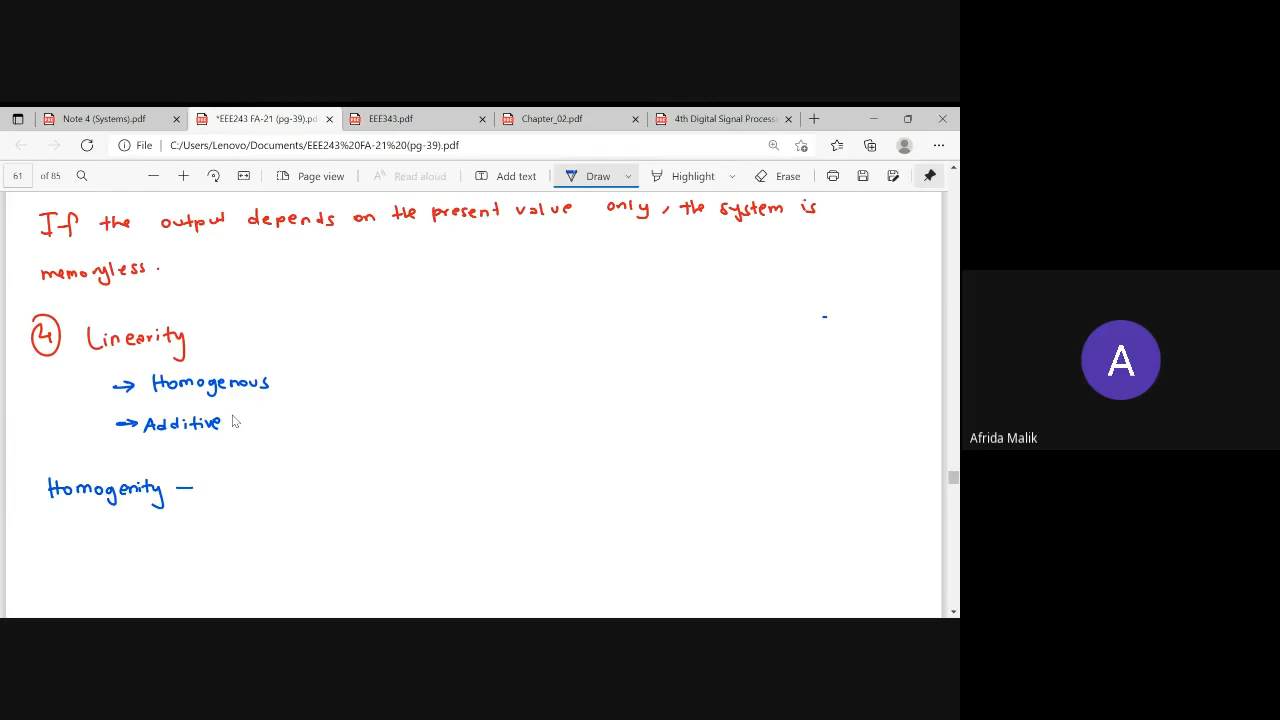 Note 4 (Systems).pdf
*EEE243 FA-21 (pg-39).pd
EEE343.pdf
Chapter_02.pdf
4th Digital Signal Process
File
C:/Users/Lenovo/Documents/EEE243%20FA-21%20(pg-39).pdf
61 of 85
Page view
Read aloud
Add text
Draw
Highlight
Erase
If the output depends on the present value only, the system is
memoryless.
4 Linearity
→ Homogenous
→ Additive
Homogenity —
A
Afrida Malik